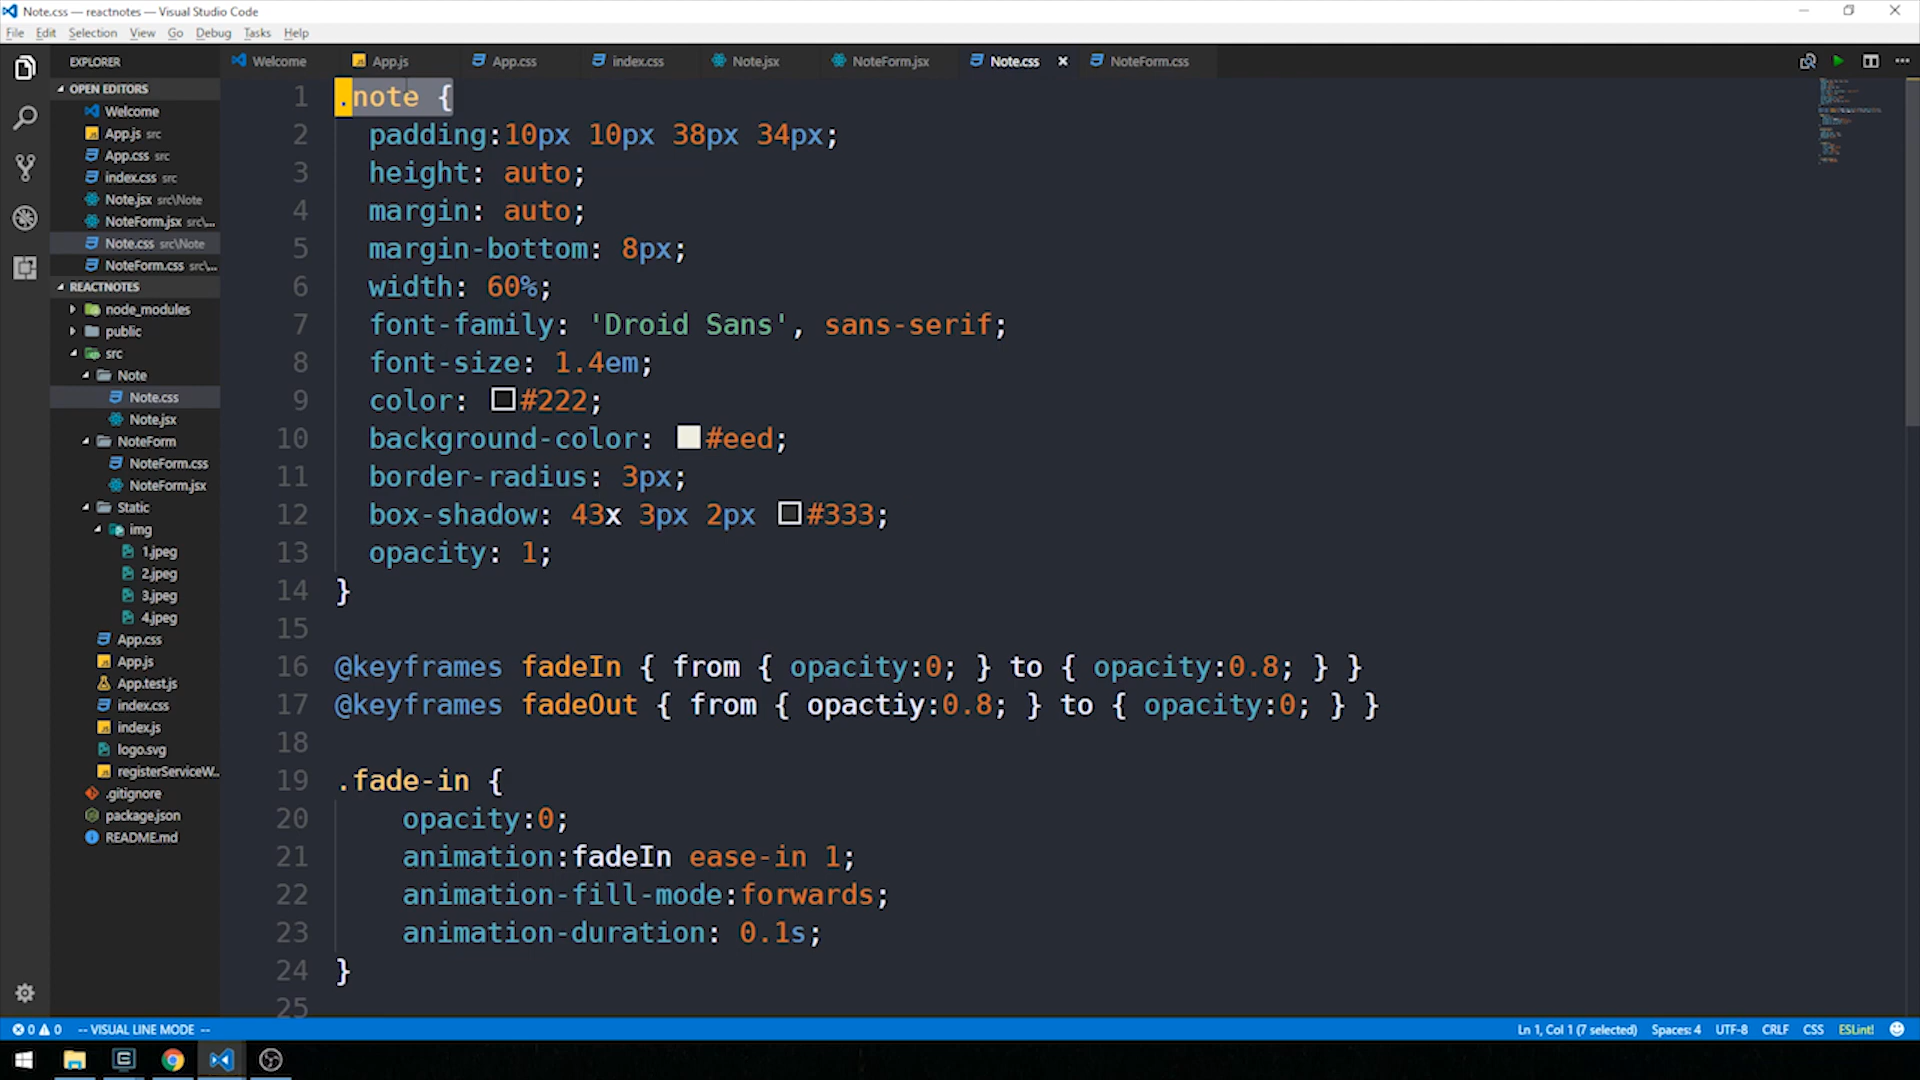 Note.css — reactnotes — Visual Studio Code
File Edit Selection View Go Debug Tasks Help
EXPLORER
Welcome App.js App.css index.css Note.jsx NoteForm.jsx Note.css × NoteForm.css
OPEN EDITORS
Welcome
App.js src
App.css src
index.css src
Note.jsx src\Note
NoteForm.jsx src\...
Note.css src\Note
NoteForm.css src\...
REACTNOTES
node_modules
public
src
Note
Note.css
Note.jsx
NoteForm
NoteForm.css
NoteForm.jsx
Static
img
1.jpeg
2.jpeg
3.jpeg
4.jpeg
App.css
App.js
App.test.js
index.css
index.js
logo.svg
registerServiceW...
.gitignore
package.json
README.md
1 .note {
2 padding:10px 10px 38px 34px;
3 height: auto;
4 margin: auto;
5 margin-bottom: 8px;
6 width: 60%;
7 font-family: 'Droid Sans', sans-serif;
8 font-size: 1.4em;
9 color: #222;
10 background-color: #eed;
11 border-radius: 3px;
12 box-shadow: 43x 3px 2px #333;
13 opacity: 1;
14 }
15
16 @keyframes fadeIn { from { opacity:0; } to { opacity:0.8; } }
17 @keyframes fadeOut { from { opactiy:0.8; } to { opacity:0; } }
18
19 .fade-in {
20 opacity:0;
21 animation:fadeIn ease-in 1;
22 animation-fill-mode:forwards;
23 animation-duration: 0.1s;
24 }
25
0 0 -- VISUAL LINE MODE -- Ln 1, Col 1 (7 selected) Spaces: 4 UTF-8 CRLF CSS ESLint!